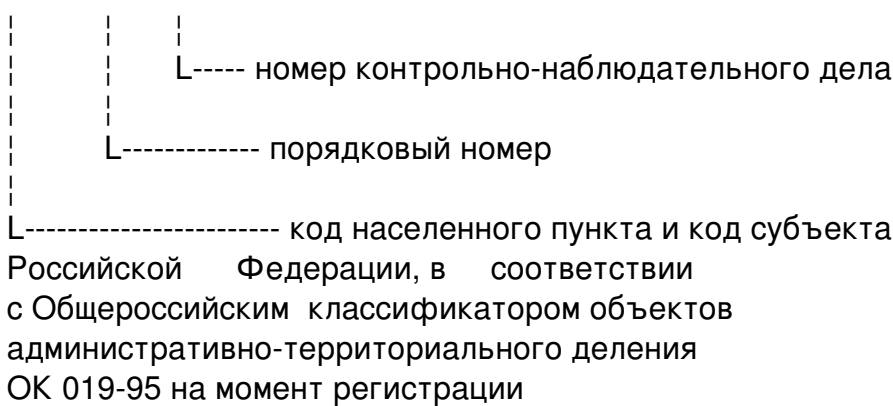 ¦ ¦ ¦
¦ ¦ L----- номер контрольно-наблюдательного дела
¦ ¦
¦ L------------- порядковый номер
¦
L------------------------ код населенного пункта и код субъекта
Российской Федерации, в соответствии
с Общероссийским классификатором объектов
административно-территориального деления
ОК 019-95 на момент регистрации